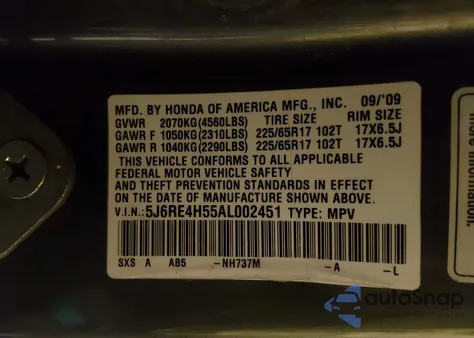 MFD. BY HONDA OF AMERICA MFG., INC. 09/'09
GVWR 2070KG(4560LBS) TIRE SIZE RIM SIZE
GAWR F 1050KG(2310LBS) 225/65R17 102T 17X6.5J
GAWR R 1040KG(2290LBS) 225/65R17 102T 17X6.5J
THIS VEHICLE CONFORMS TO ALL APPLICABLE
FEDERAL MOTOR VEHICLE SAFETY
AND THEFT PREVENTION STANDARDS IN EFFECT
ON THE DATE OF MANUFACTURE SHOWN ABOVE.
V.I.N.: 5J6RE4H55AL002451 TYPE: MPV
SXS A AB5 -NH737M -A -L
more information.
autoSnap